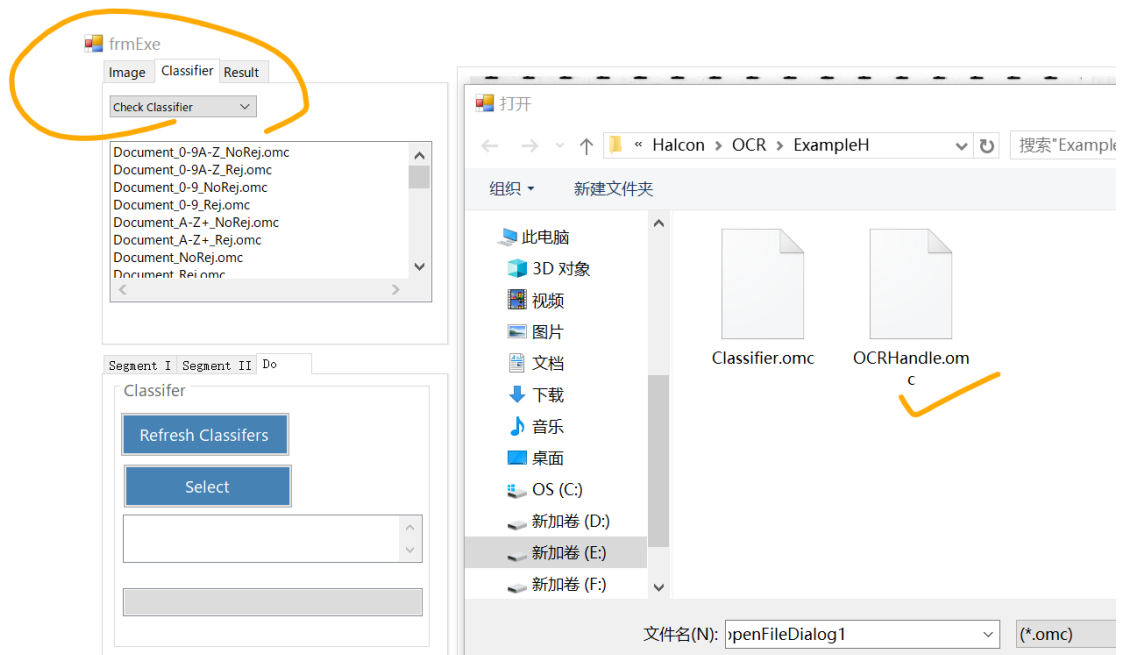 frmExe
Image Classifier Result
Check Classifier
Document_0-9A-Z_NoRej.omc
Document_0-9A-Z_Rej.omc
Document_0-9_NoRej.omc
Document_0-9_Rej.omc
Document_A-Z+_NoRej.omc
Document_A-Z+_Rej.omc
Document_NoRej.omc
Document_Rej.omc
Segment I Segment II Do
Classifer
Refresh Classifers
Select
打开
« Halcon > OCR > ExampleH
搜索"Example
组织 新建文件夹
此电脑
3D 对象
视频
图片
文档
下载
音乐
桌面
OS (C:)
新加卷 (D:)
新加卷 (E:)
新加卷 (F:)
Classifier.omc
OCRHandle.om
c
文件名(N): openFileDialog1 (*.omc)